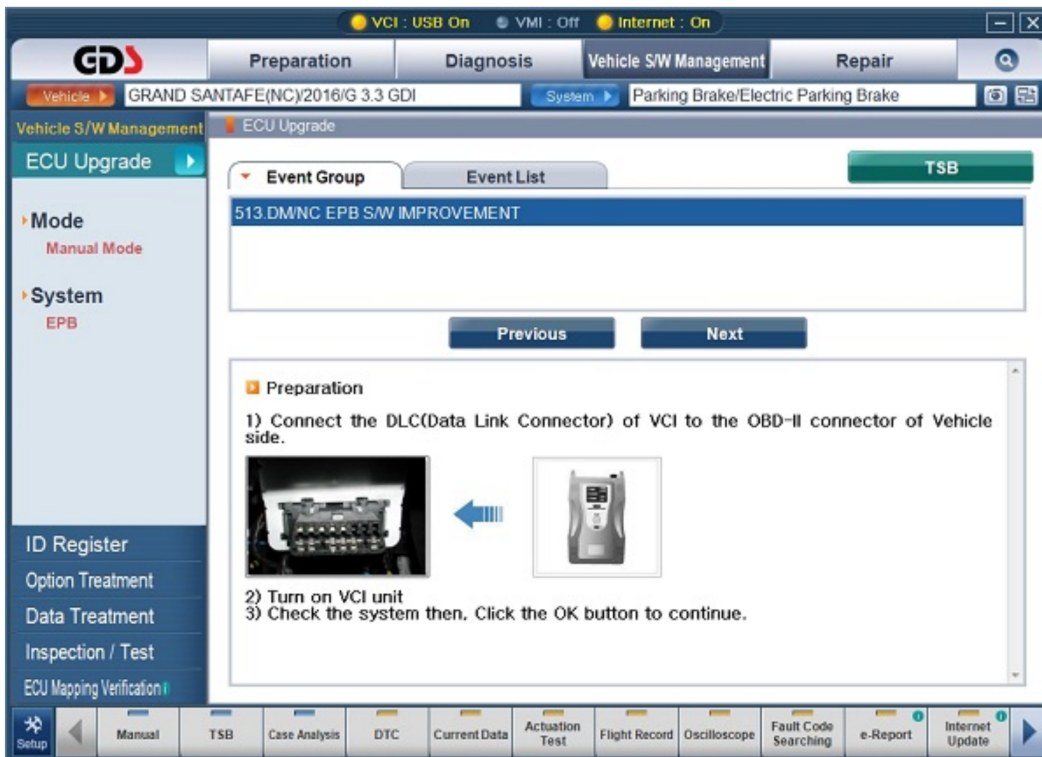 VCI : USB On VMI : Off Internet : On
GDS Preparation Diagnosis Vehicle S/W Management Repair
Vehicle GRAND SANTAFE(NC)/2016/G 3.3 GDI System Parking Brake/Electric Parking Brake
Vehicle S/W Management
ECU Upgrade
ECU Upgrade
TSB
Event Group Event List
513.DM/NC EPB S/W IMPROVEMENT
Mode
Manual Mode
System
EPB
Previous Next
Preparation
1) Connect the DLC(Data Link Connector) of VCI to the OBD-II connector of Vehicle
side.
2) Turn on VCI unit
3) Check the system then, Click the OK button to continue.
ID Register
Option Treatment
Data Treatment
Inspection / Test
ECU Mapping Verification
Setup Manual TSB Case Analysis DTC Current Data Actuation Test Flight Record Oscilloscope Fault Code Searching e-Report Internet Update